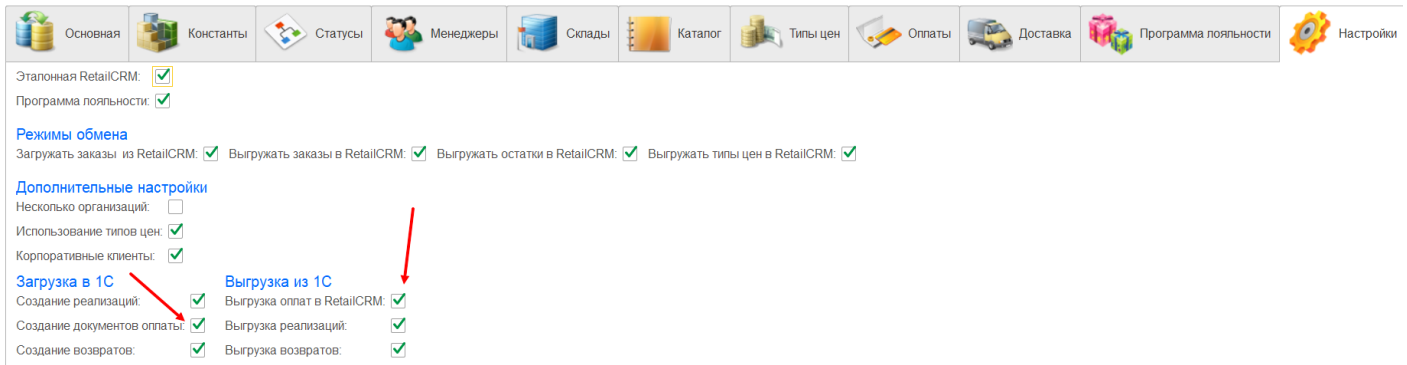 Основная Константы Статусы Менеджеры Склады Каталог Типы цен Оплаты Доставка Программа лояльности Настройки
Эталонная RetailCRM:
Программа лояльности:
Режимы обмена
Загружать заказы из RetailCRM: Выгружать заказы в RetailCRM: Выгружать остатки в RetailCRM: Выгружать типы цен в RetailCRM:
Дополнительные настройки
Несколько организаций:
Использование типов цен:
Корпоративные клиенты:
Загрузка в 1С Выгрузка из 1С
Создание реализаций: Выгрузка оплат в RetailCRM:
Создание документов оплаты: Выгрузка реализаций:
Создание возвратов: Выгрузка возвратов: